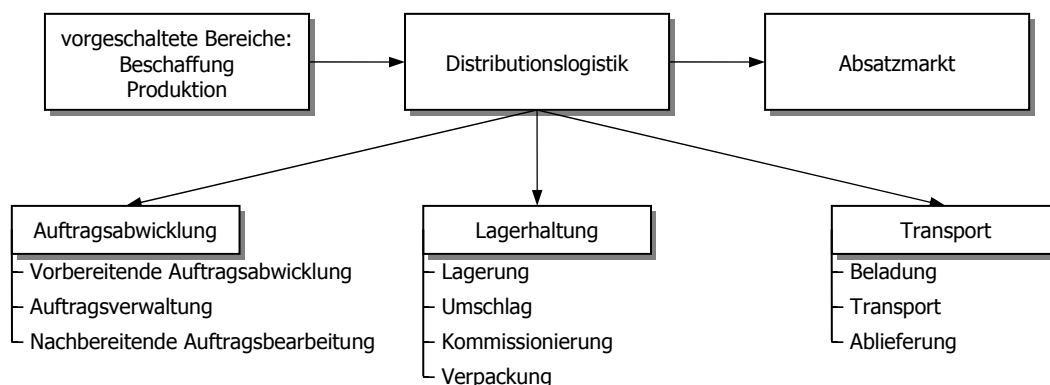 vorgeschaltete Bereiche:
Beschaffung
Produktion
Distributionslogistik
Absatzmarkt
Auftragsabwicklung
Vorbereitende Auftragsabwicklung
Auftragsverwaltung
Nachbereitende Auftragsbearbeitung
Lagerhaltung
Lagerung
Umschlag
Kommissionierung
Verpackung
Transport
Beladung
Transport
Ablieferung